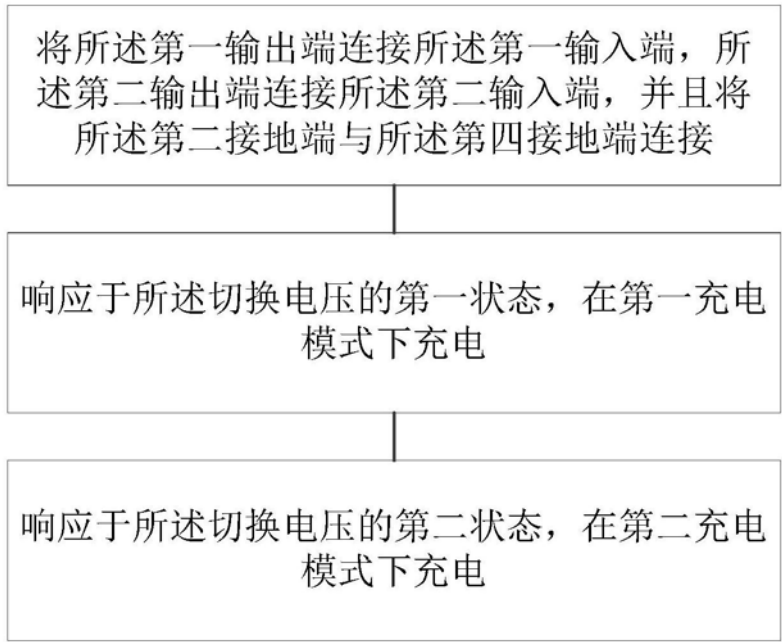 将所述第一输出端连接所述第一输入端，所
述第二输出端连接所述第二输入端，并且将
所述第二接地端与所述第四接地端连接
响应于所述切换电压的第一状态，在第一充电
模式下充电
响应于所述切换电压的第二状态，在第二充电
模式下充电